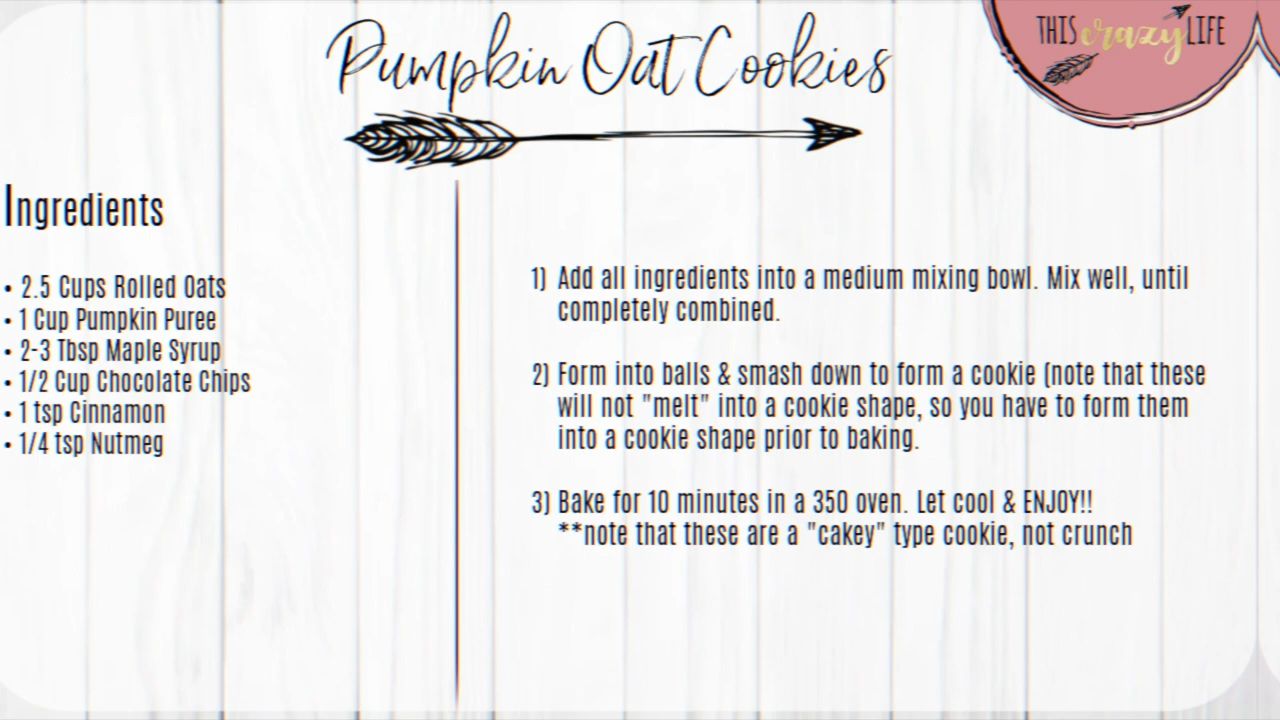 Pumpkin Oat Cookies
THIS crazy LIFE
Ingredients
• 2.5 Cups Rolled Oats
• 1 Cup Pumpkin Puree
• 2-3 Tbsp Maple Syrup
• 1/2 Cup Chocolate Chips
• 1 tsp Cinnamon
• 1/4 tsp Nutmeg
1) Add all ingredients into a medium mixing bowl. Mix well, until
completely combined.
2) Form into balls & smash down to form a cookie (note that these
will not "melt" into a cookie shape, so you have to form them
into a cookie shape prior to baking.
3) Bake for 10 minutes in a 350 oven. Let cool & ENJOY!!
**note that these are a "cakey" type cookie, not crunch